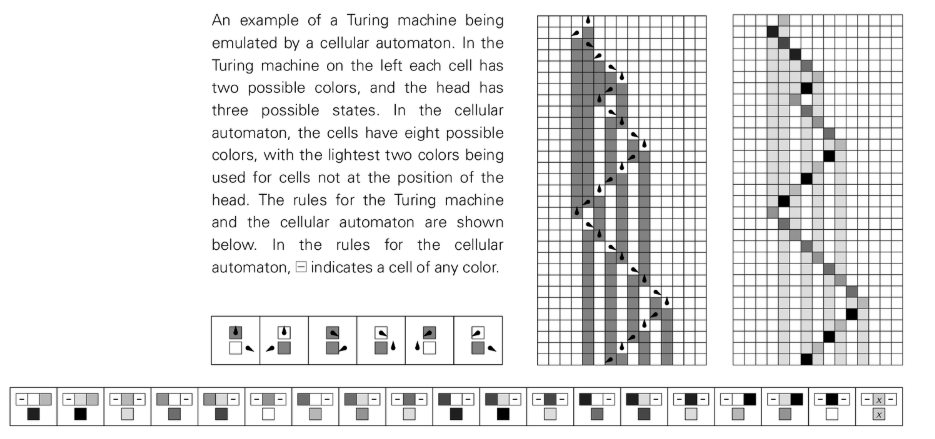 An example of a Turing machine being
emulated by a cellular automaton. In the
Turing machine on the left each cell has
two possible colors, and the head has
three possible states. In the cellular
automaton, the cells have eight possible
colors, with the lightest two colors being
used for cells not at the position of the
head. The rules for the Turing machine
and the cellular automaton are shown
below. In the rules for the cellular
automaton, ⊟ indicates a cell of any color.
x
x